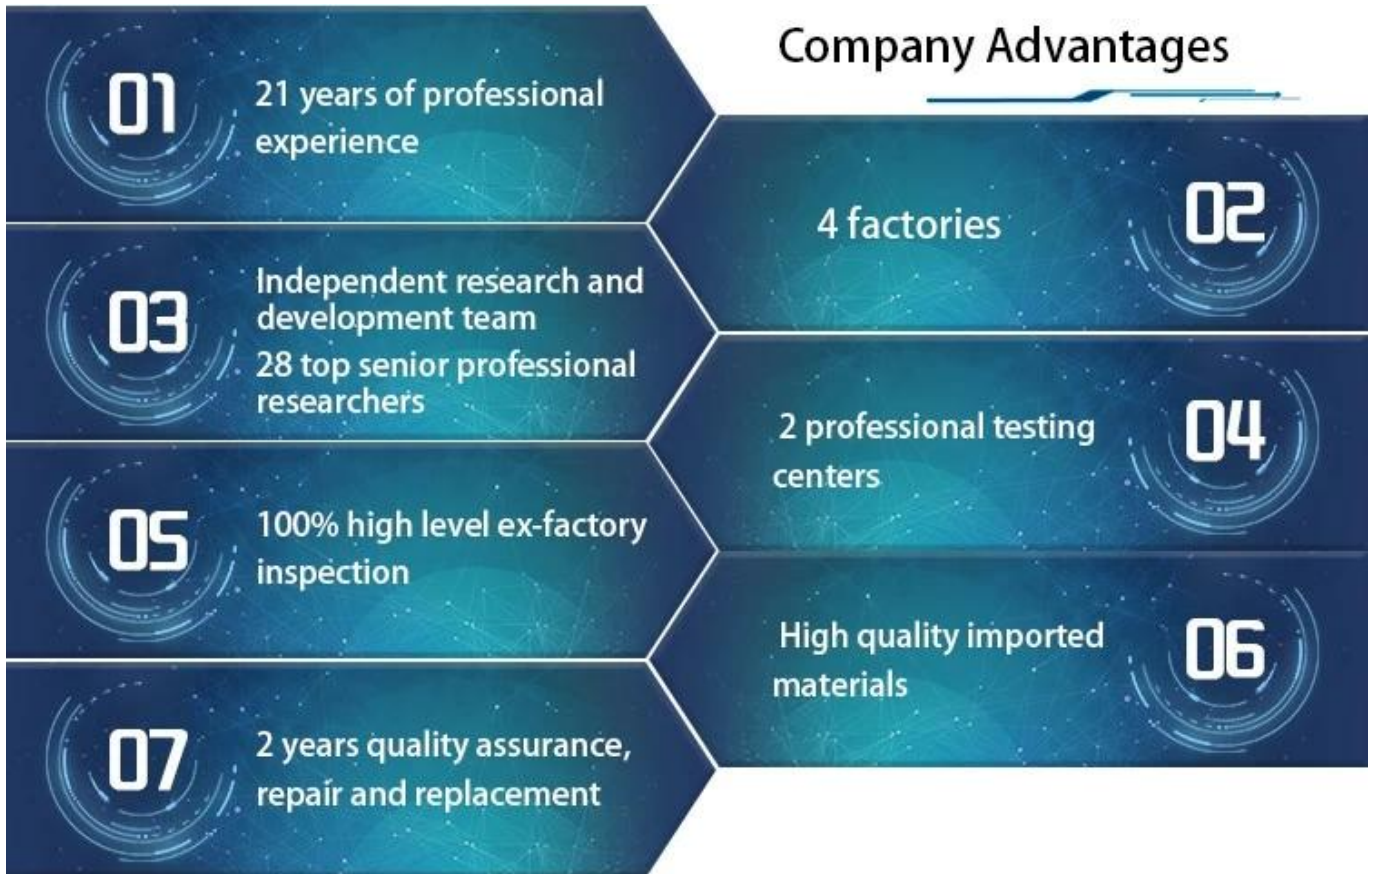 Company Advantages
01
21 years of professional
experience
02
4 factories
03
Independent research and
development team
28 top senior professional
researchers
04
2 professional testing
centers
05
100% high level ex-factory
inspection
06
High quality imported
materials
07
2 years quality assurance,
repair and replacement